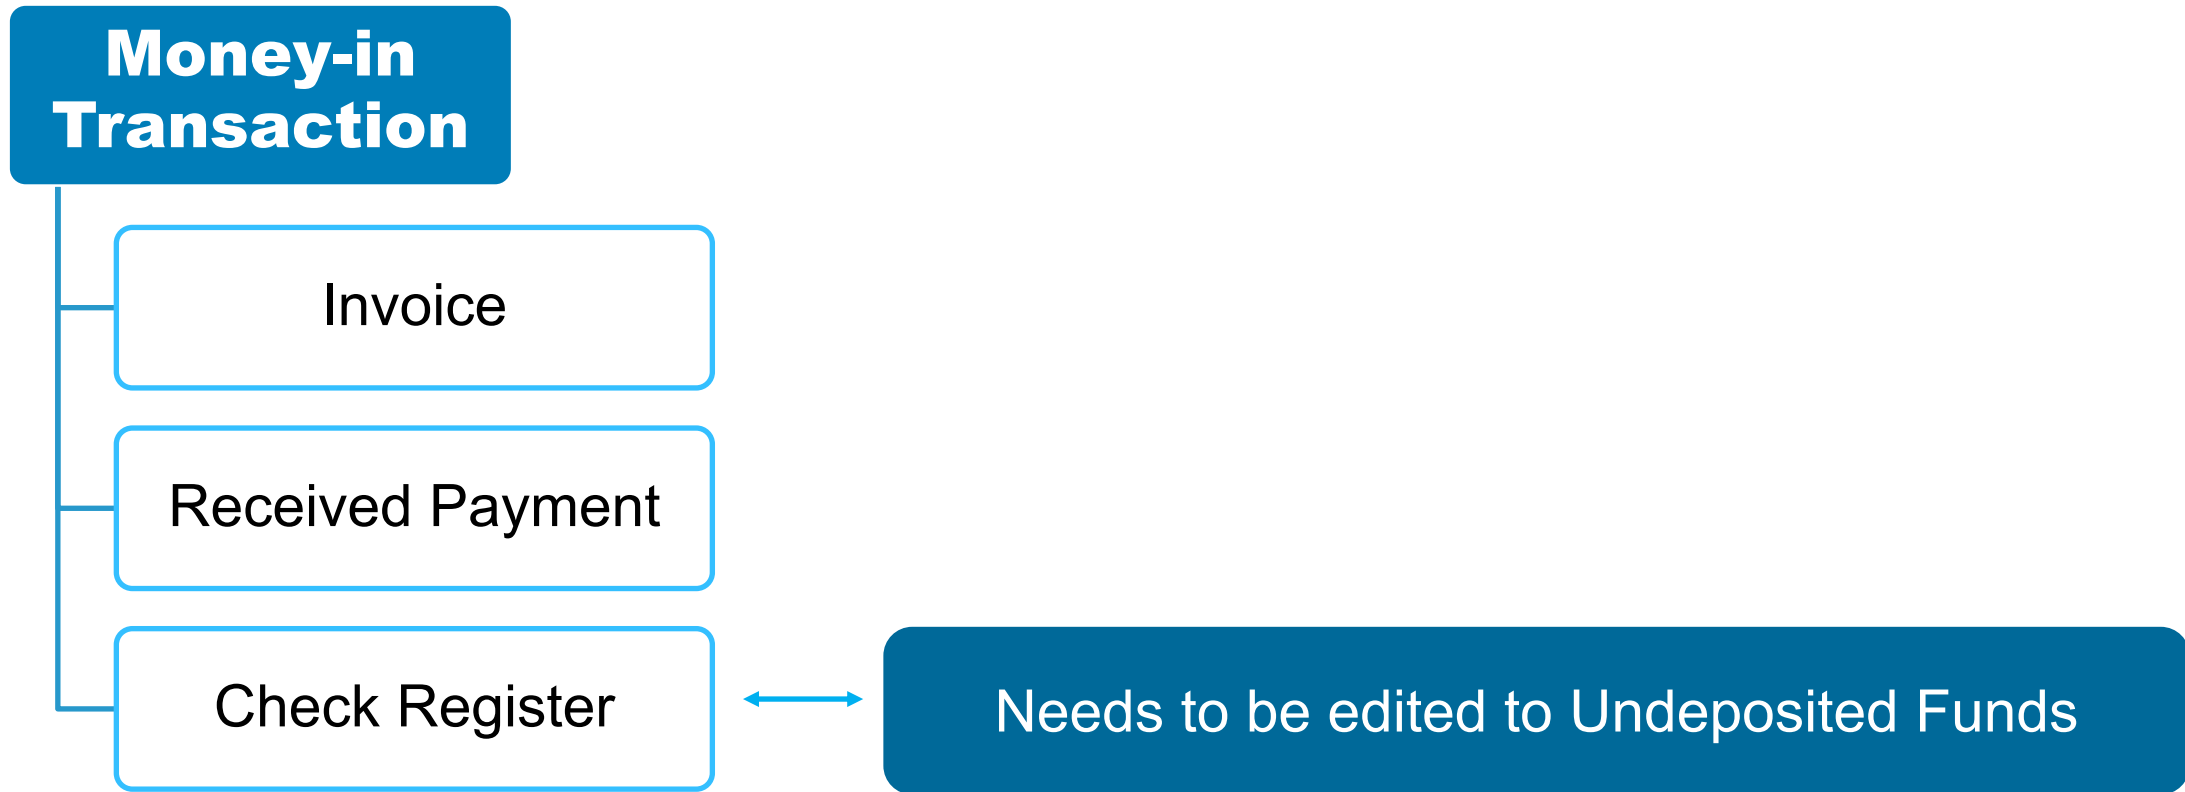 Money-in
Transaction
Invoice
Received Payment
Check Register
Needs to be edited to Undeposited Funds